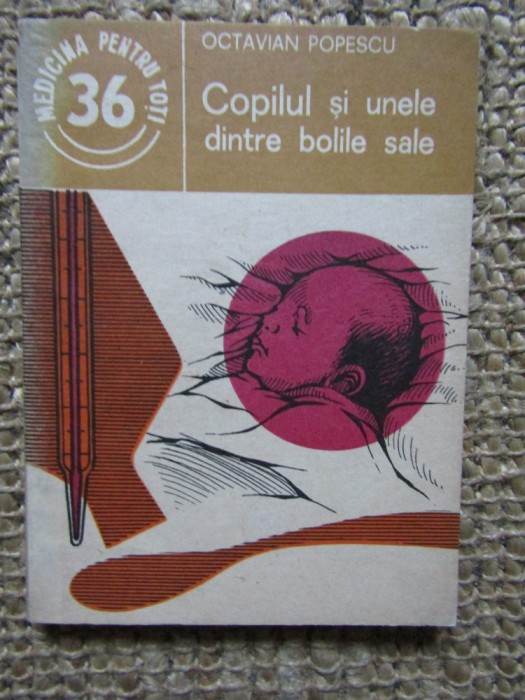 MEDICINA PENTRU TOȚI
36
OCTAVIAN POPESCU
Copilul și unele
dintre bolile sale